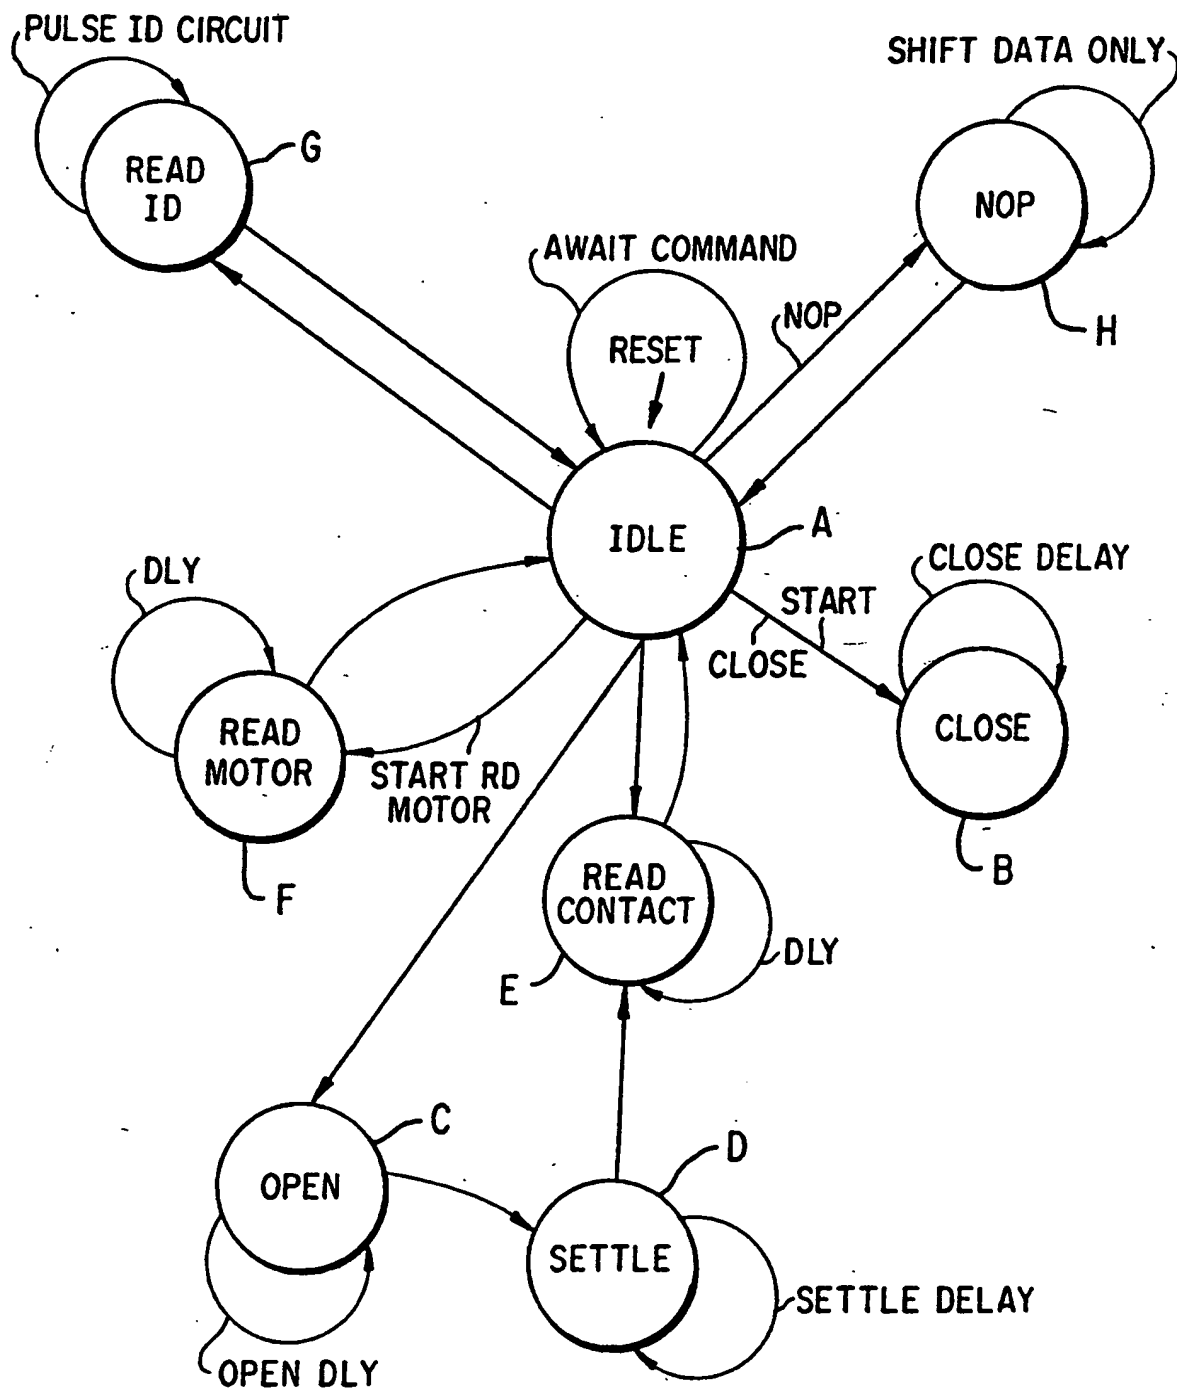 PULSE ID CIRCUIT
SHIFT DATA ONLY
G
READ
ID
NOP
AWAIT COMMAND
NOP
H
RESET
IDLE
A
DLY
CLOSE DELAY
START
CLOSE
READ
MOTOR
CLOSE
START RD
MOTOR
B
F
READ
CONTACT
DLY
E
C
D
OPEN
SETTLE
SETTLE DELAY
OPEN DLY